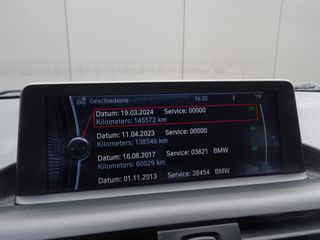 Geschiedenis 15:33 TP
Datum: 19.03.2024 Service: 00000
Kilometers: 145572 km
Datum: 11.04.2023 Service: 00000
Kilometers: 138546 km
Datum: 16.08.2017 Service: 03821 BMW
Kilometers: 60029 km
Datum: 01.11.2013 Service: 28454 BMW